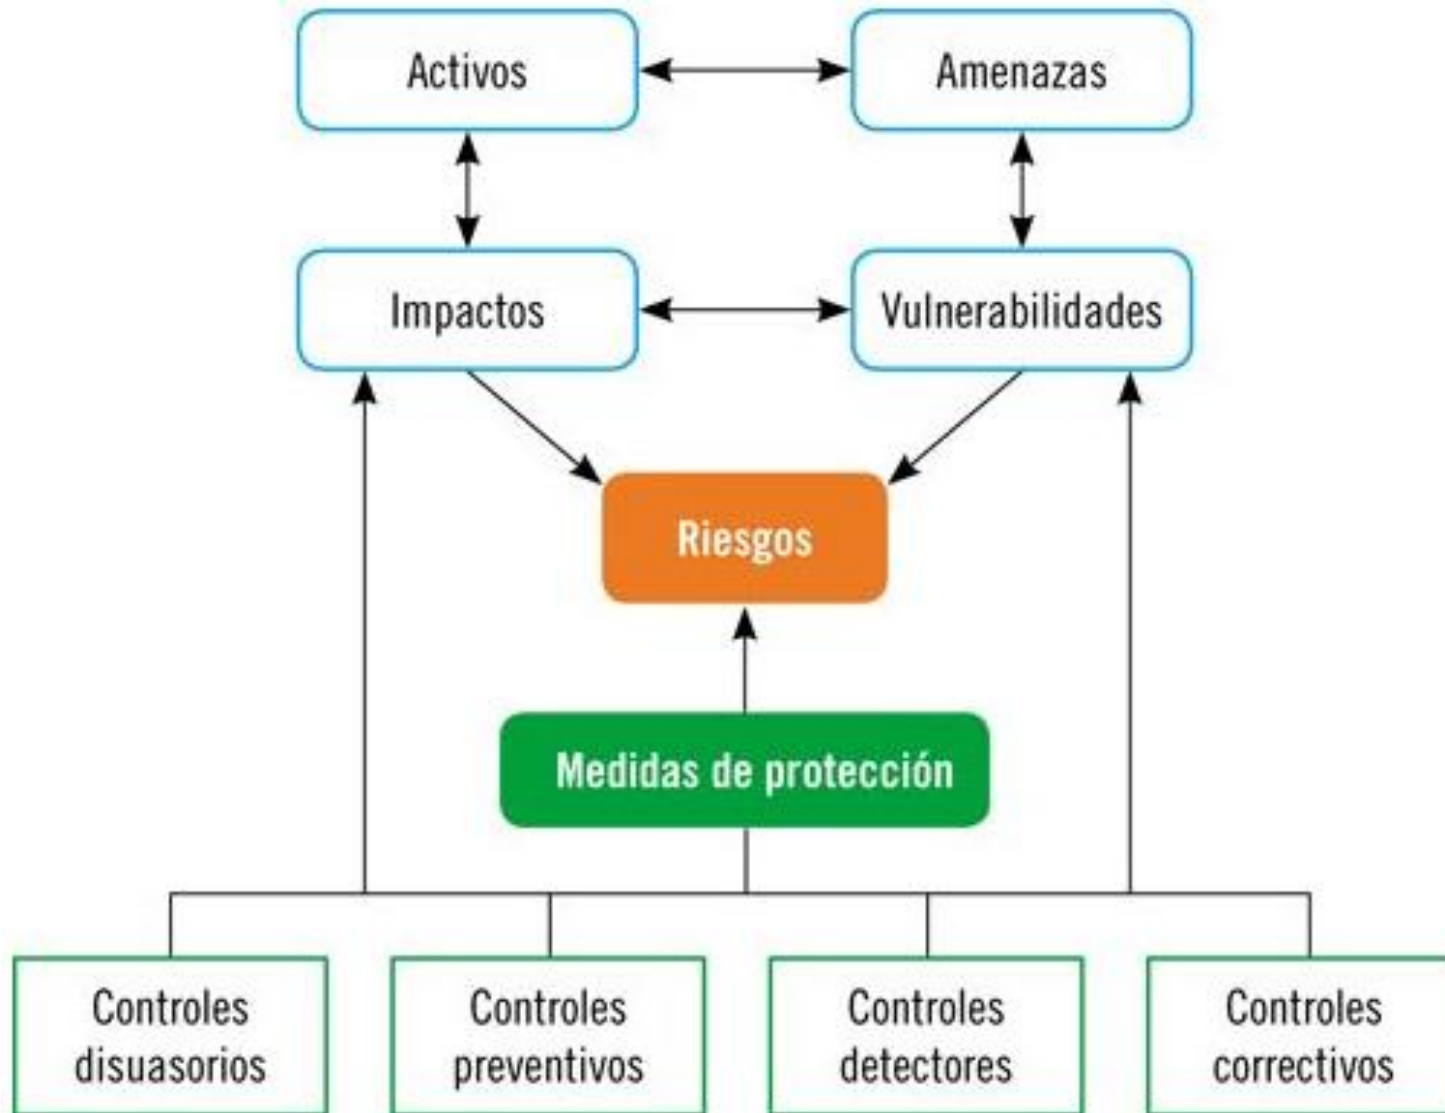 Activos
Amenazas
Impactos
Vulnerabilidades
Riesgos
Medidas de protección
Controles
disuasorios
Controles
preventivos
Controles
detectores
Controles
correctivos